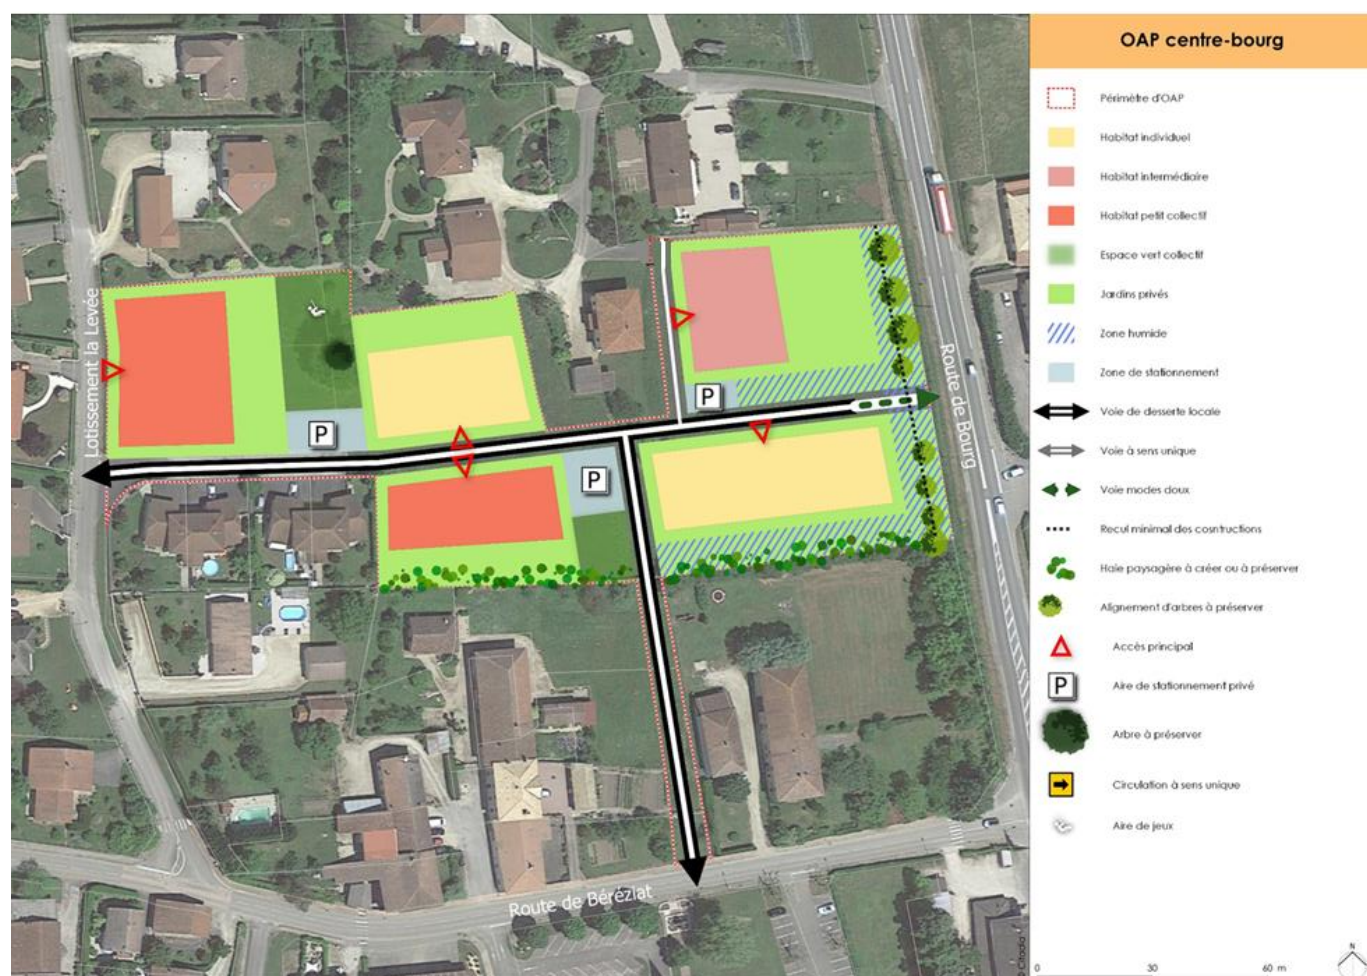 OAP centre-bourg
Périmètre d'OAP
Habitat individuel
Habitat intermédiaire
Habitat petit collectif
Espace vert collectif
Jardins privés
Zone humide
Zone de stationnement
Voie de desserte locale
Voie à sens unique
Voie modes doux
Recul minimal des cosntructions
Haie paysagère à créer ou à préserver
Alignement d'arbres à préserver
Accès principal
P
Aire de stationnement privé
Arbre à préserver
Circulation à sens unique
Aire de jeux
Lotissement la Levée
Route de Bourg
Route de Béréziat
P
P
P
© Citadia
N
0 30 60 m